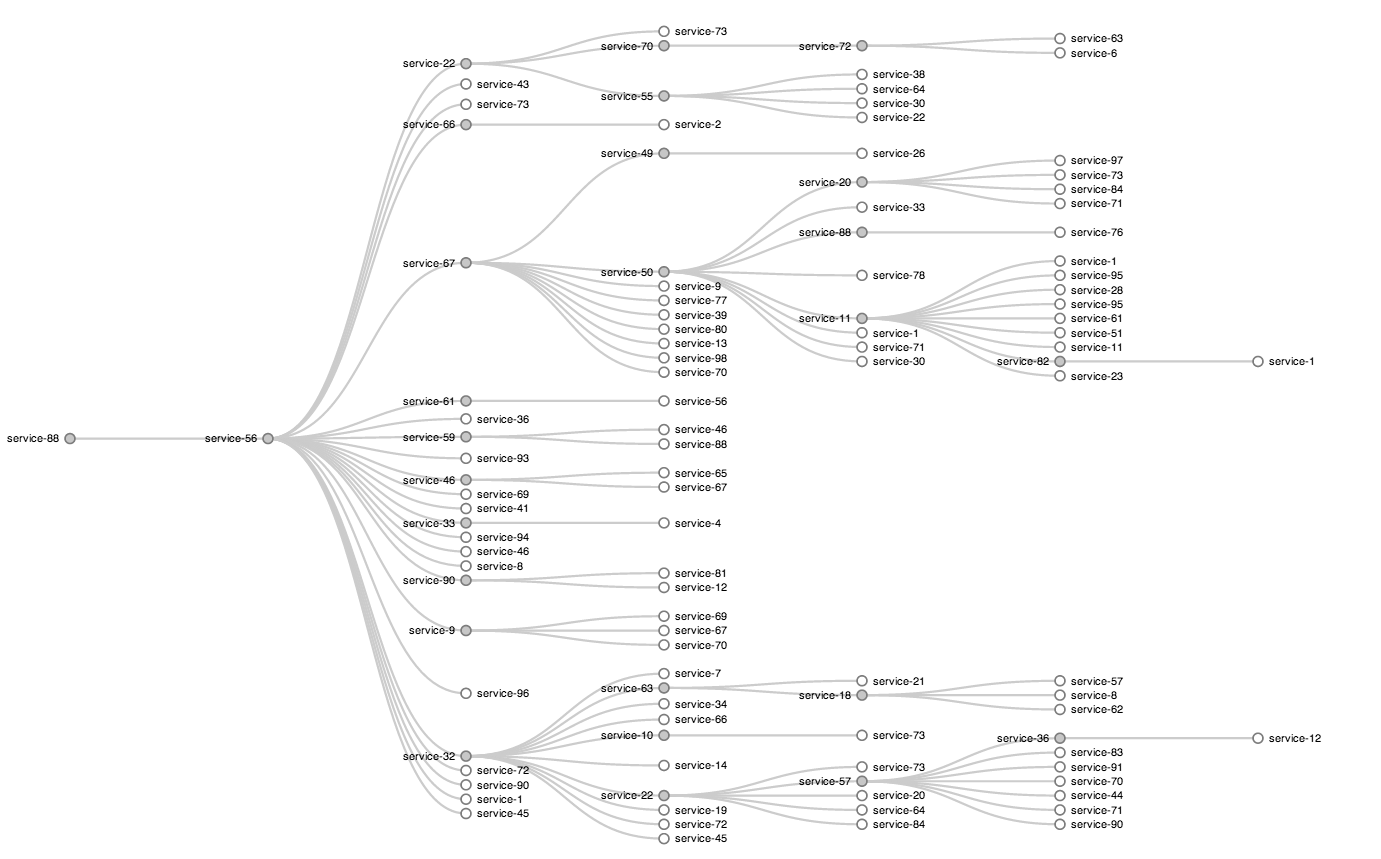 service-73
service-70
service-72
service-63
service-6
service-22
service-43
service-73
service-66
service-55
service-38
service-64
service-30
service-22
service-2
service-49
service-26
service-20
service-97
service-73
service-84
service-71
service-33
service-88
service-76
service-67
service-50
service-78
service-9
service-77
service-39
service-80
service-13
service-98
service-70
service-11
service-1
service-71
service-30
service-1
service-95
service-28
service-95
service-61
service-51
service-11
service-82
service-1
service-23
service-88
service-56
service-61
service-56
service-36
service-59
service-46
service-88
service-93
service-46
service-65
service-67
service-69
service-41
service-33
service-4
service-94
service-46
service-8
service-90
service-81
service-12
service-9
service-69
service-67
service-70
service-96
service-32
service-72
service-90
service-1
service-45
service-7
service-63
service-21
service-18
service-57
service-8
service-62
service-34
service-66
service-10
service-73
service-14
service-22
service-19
service-72
service-45
service-73
service-57
service-20
service-64
service-84
service-36
service-12
service-83
service-91
service-70
service-44
service-71
service-90